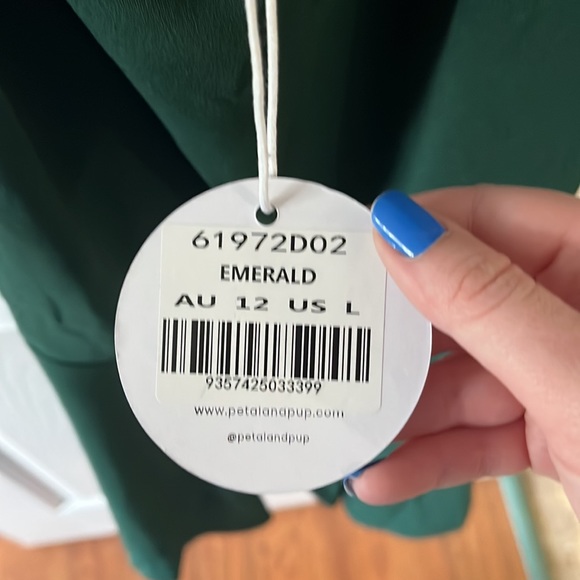 61972D02
EMERALD
AU 12 US L
9357425033399
www.petalandpup.com
@petalandpup